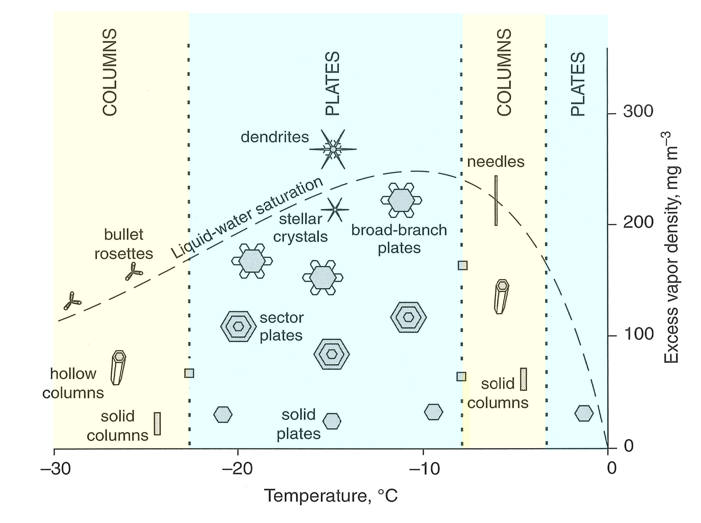 COLUMNS
PLATES
COLUMNS
PLATES
dendrites
needles
Liquid-water saturation
stellar
crystals
broad-branch
plates
bullet
rosettes
sector
plates
hollow
columns
solid
columns
solid
plates
solid
columns
300
200
100
0
Excess vapor density, mg m⁻³
−30
−20
−10
0
Temperature, °C